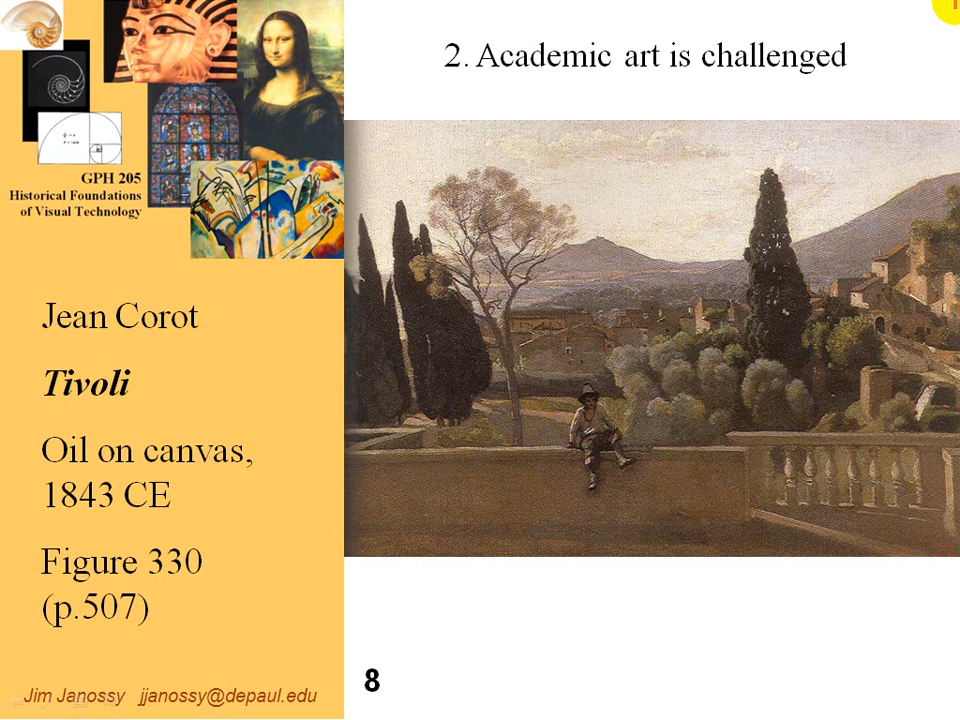 2. Academic art is challenged
GPH 205
Historical Foundations
of Visual Technology
Jean Corot
Tivoli
Oil on canvas,
1843 CE
Figure 330
(p.507)
Jim Janossy jjanossy@depaul.edu
8